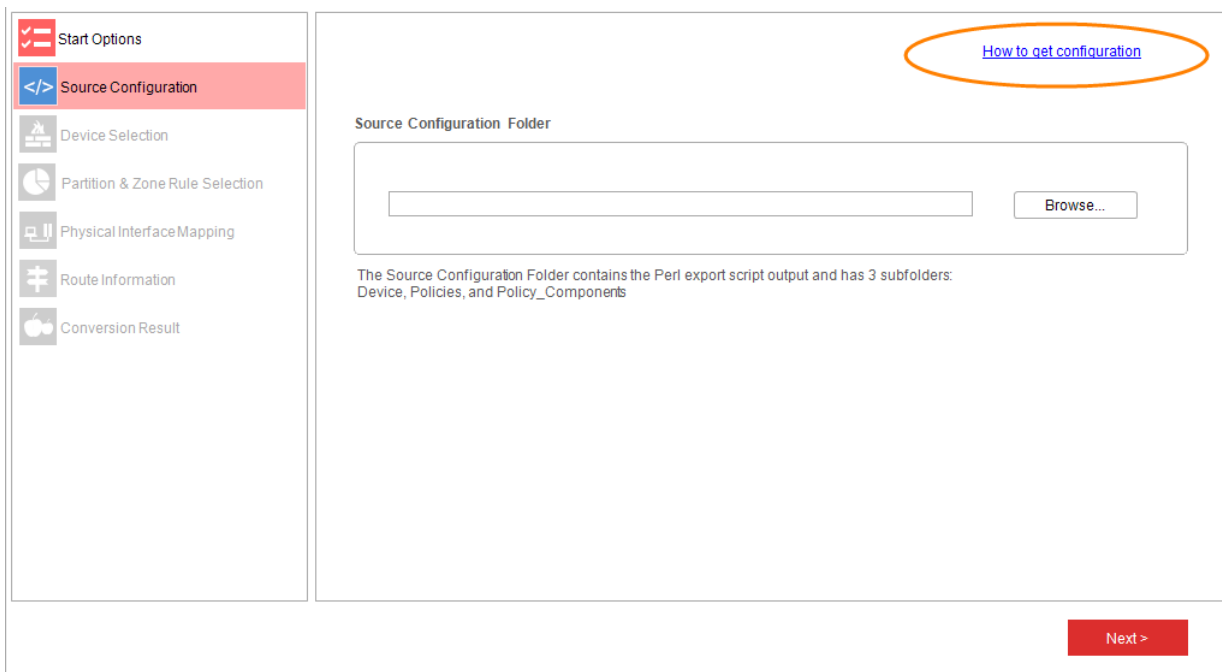 Start Options
Source Configuration
Device Selection
Partition & Zone Rule Selection
Physical Interface Mapping
Route Information
Conversion Result
How to get configuration
Source Configuration Folder
Browse...
The Source Configuration Folder contains the Perl export script output and has 3 subfolders:
Device, Policies, and Policy_Components
Next >